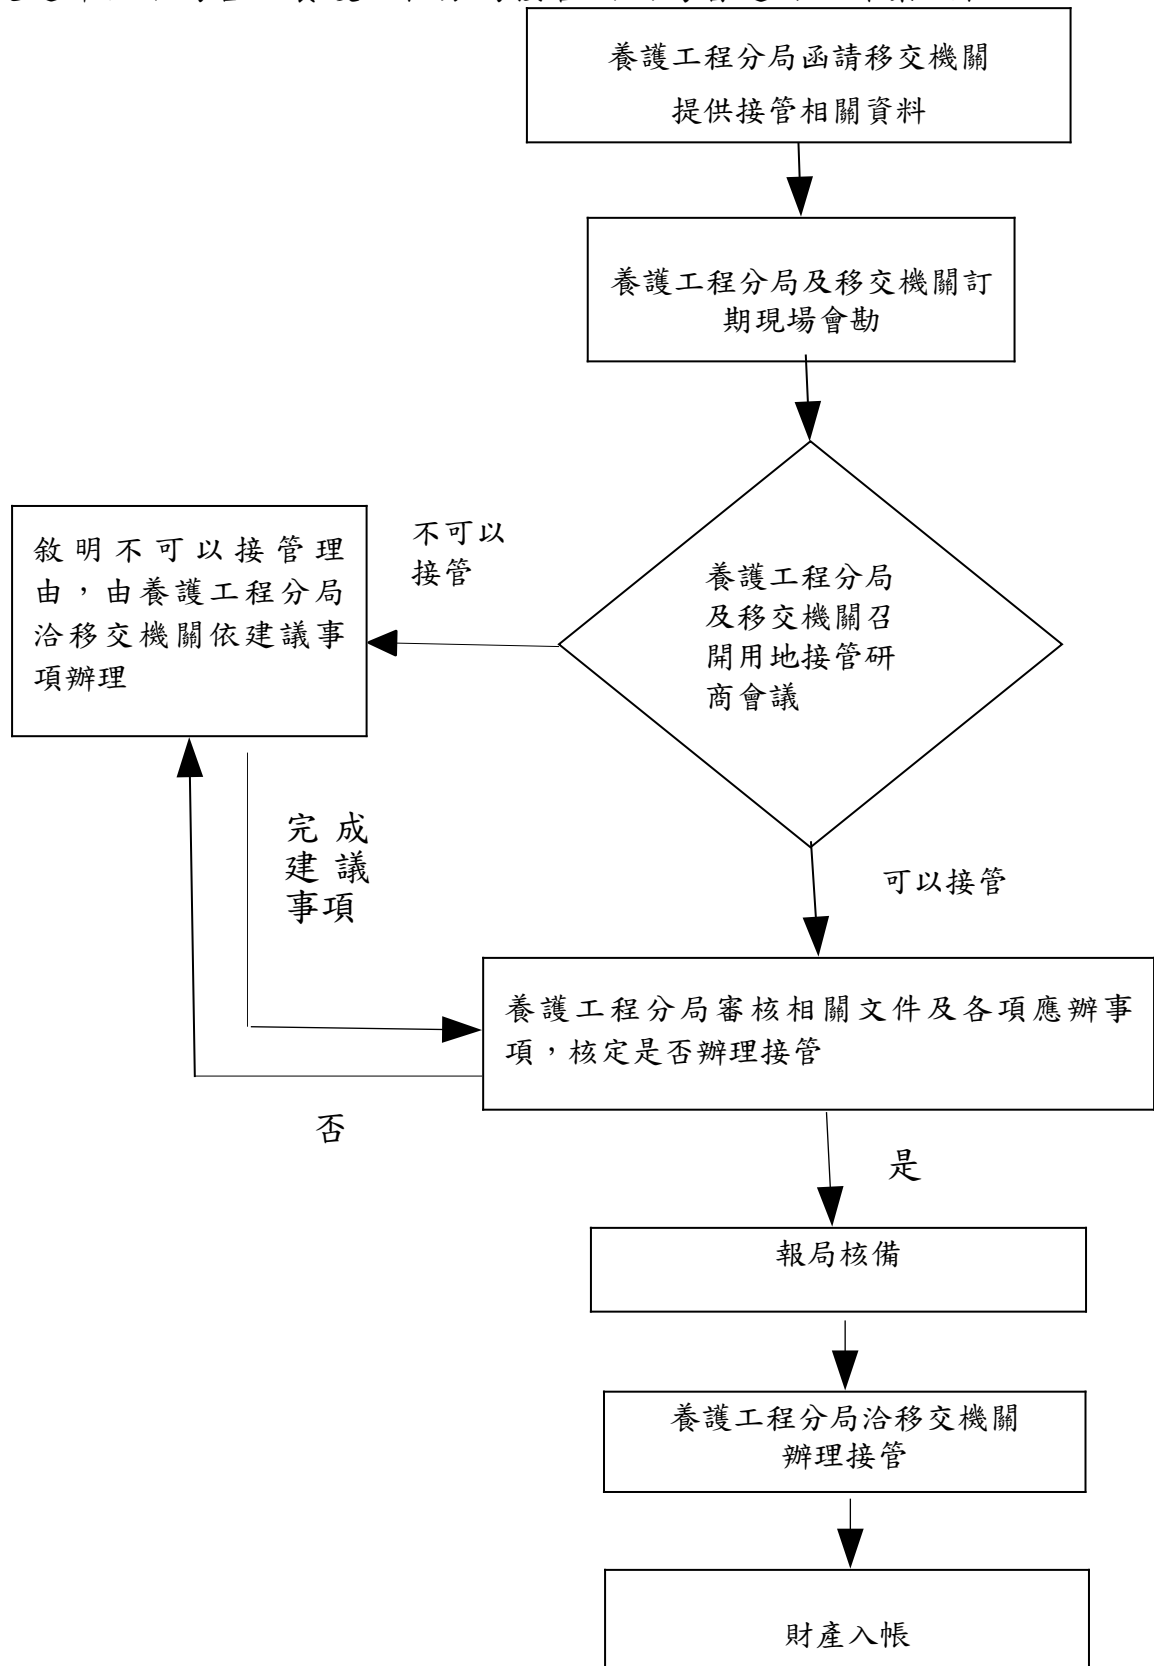 養護工程分局函請移交機關
提供接管相關資料
養護工程分局及移交機關訂
期現場會勘
不可以
接管
敘明不可以接管理
由，由養護工程分局
洽移交機關依建議事
項辦理
養護工程分局
及移交機關召
開用地接管研
商會議
完成
建議
事項
可以接管
養護工程分局審核相關文件及各項應辦事
項，核定是否辦理接管
否
是
報局核備
養護工程分局洽移交機關
辦理接管
財產入帳